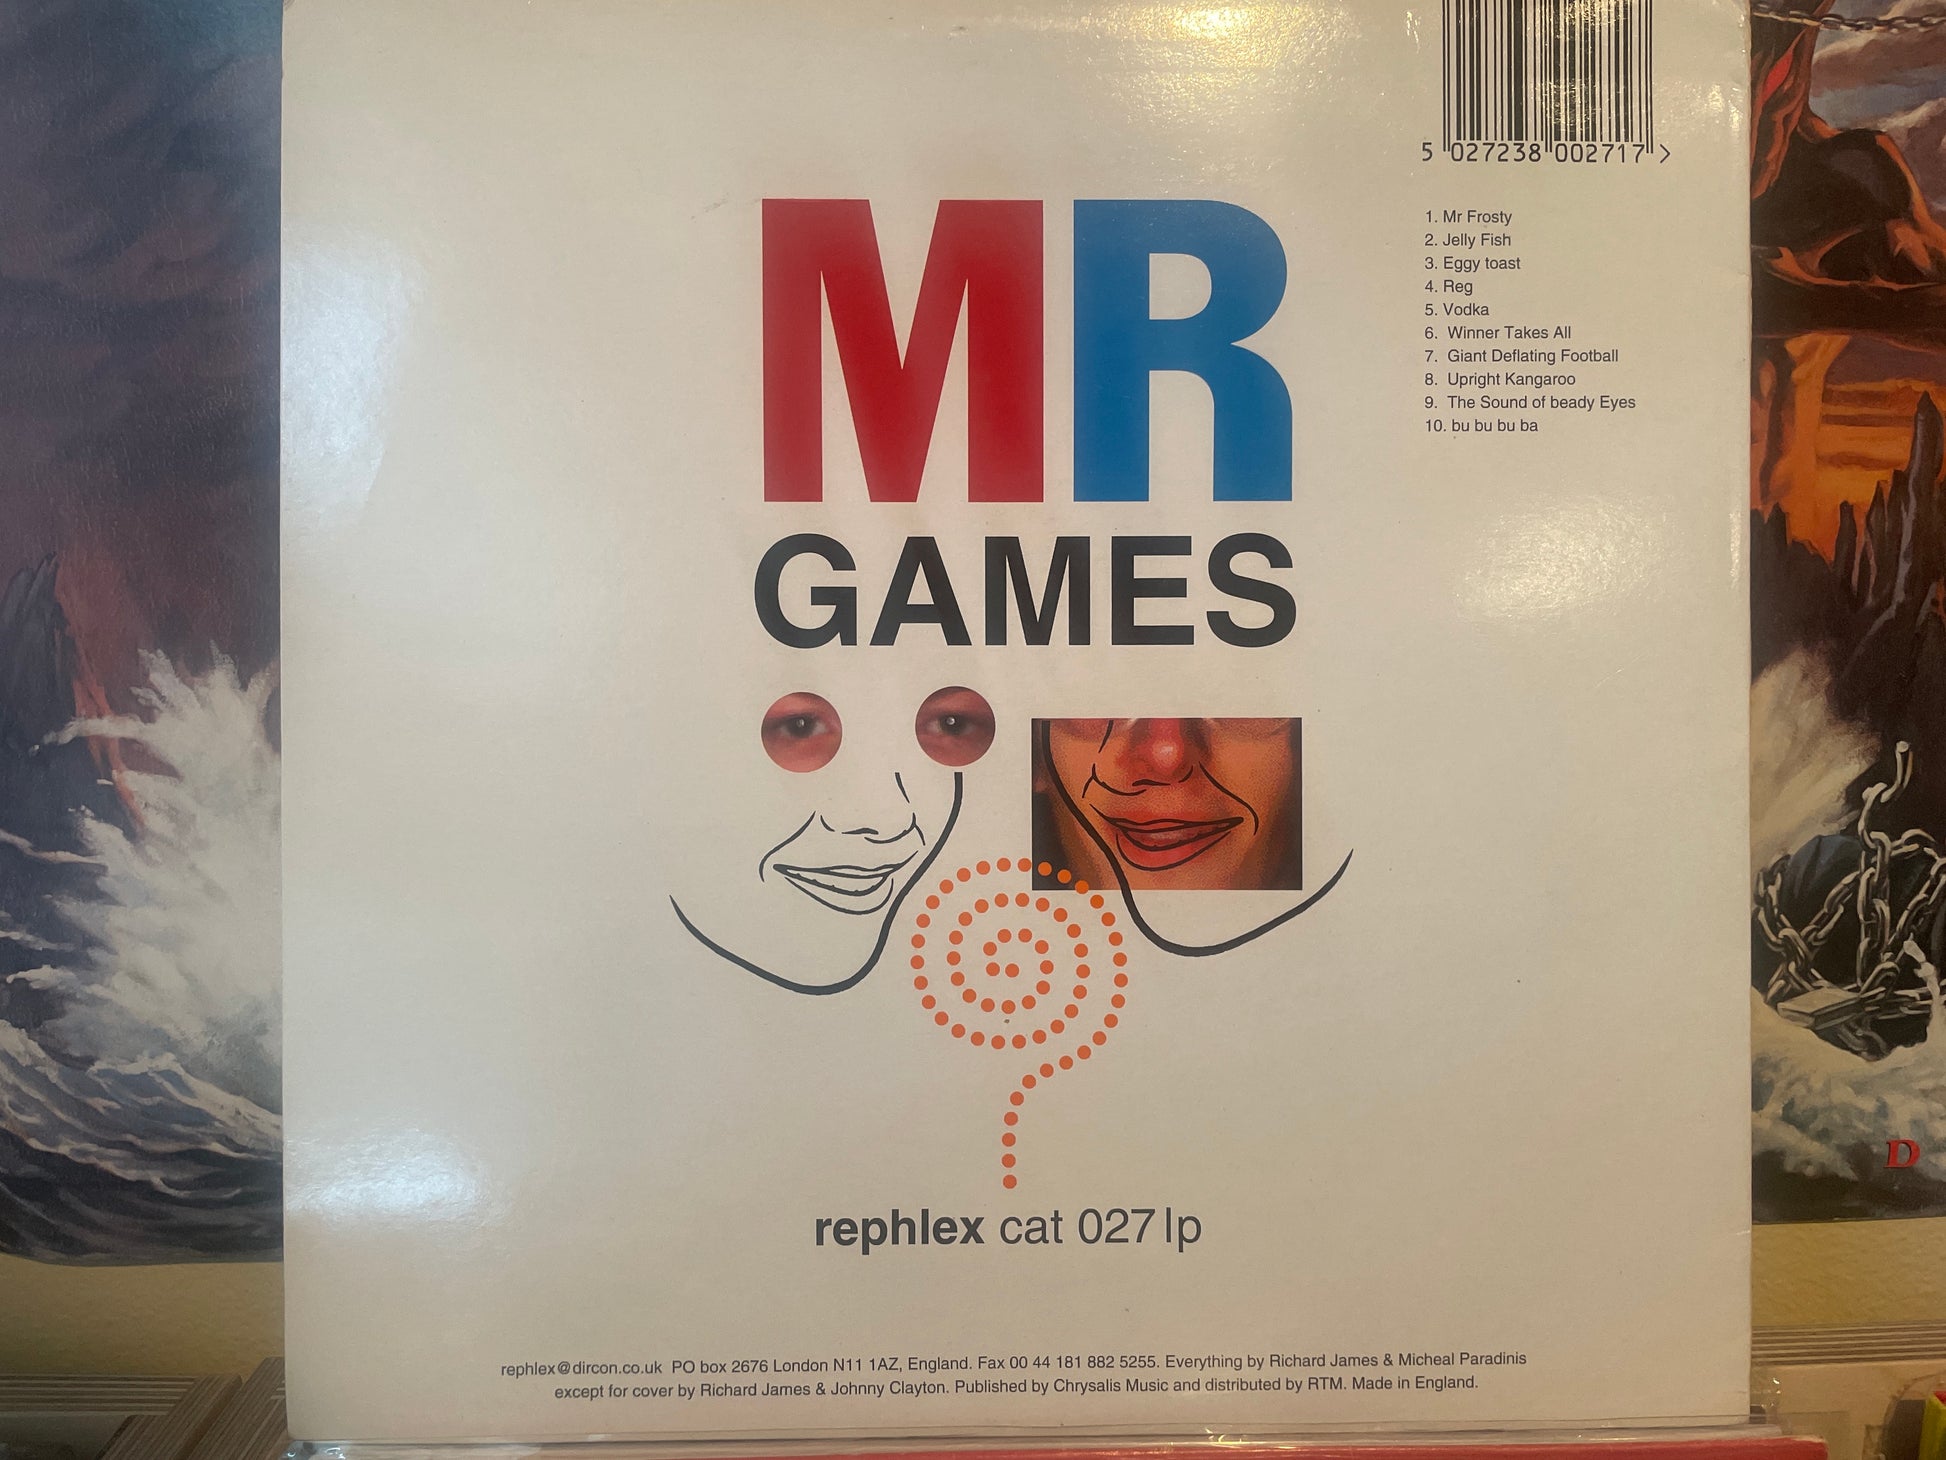 5 027238 002717 >
1. Mr Frosty
2. Jelly Fish
3. Eggy toast
4. Reg
5. Vodka
6. Winner Takes All
7. Giant Deflating Football
8. Upright Kangaroo
9. The Sound of beady Eyes
10. bu bu bu ba
MR
GAMES
D
rephlex cat 027 lp
rephlex@dircon.co.uk PO box 2676 London N11 1AZ, England. Fax 00 44 181 882 5255. Everything by Richard James & Micheal Paradinis
except for cover by Richard James & Johnny Clayton. Published by Chrysalis Music and distributed by RTM. Made in England.